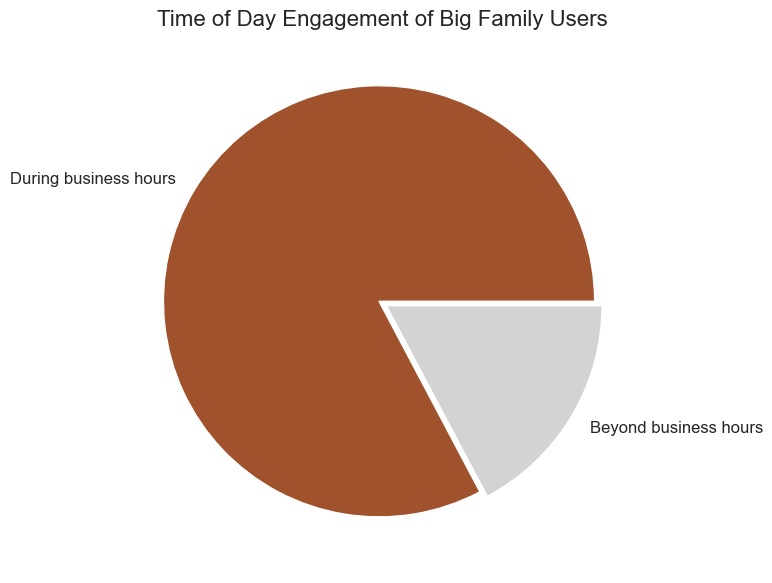 Time of Day Engagement of Big Family Users
During business hours
Beyond business hours